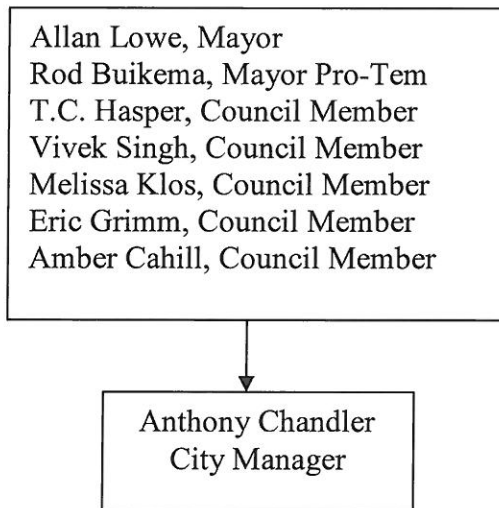 Allan Lowe, Mayor
Rod Buikema, Mayor Pro-Tem
T.C. Hasper, Council Member
Vivek Singh, Council Member
Melissa Klos, Council Member
Eric Grimm, Council Member
Amber Cahill, Council Member
Anthony Chandler
City Manager